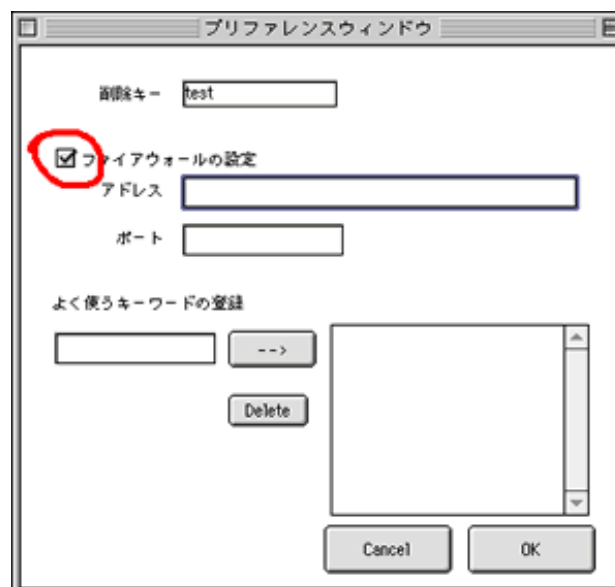 プリファレンスウィンドウ
削除キー test
ファイアウォールの設定
アドレス
ポート
よく使うキーワードの登録
-->
Delete
Cancel OK